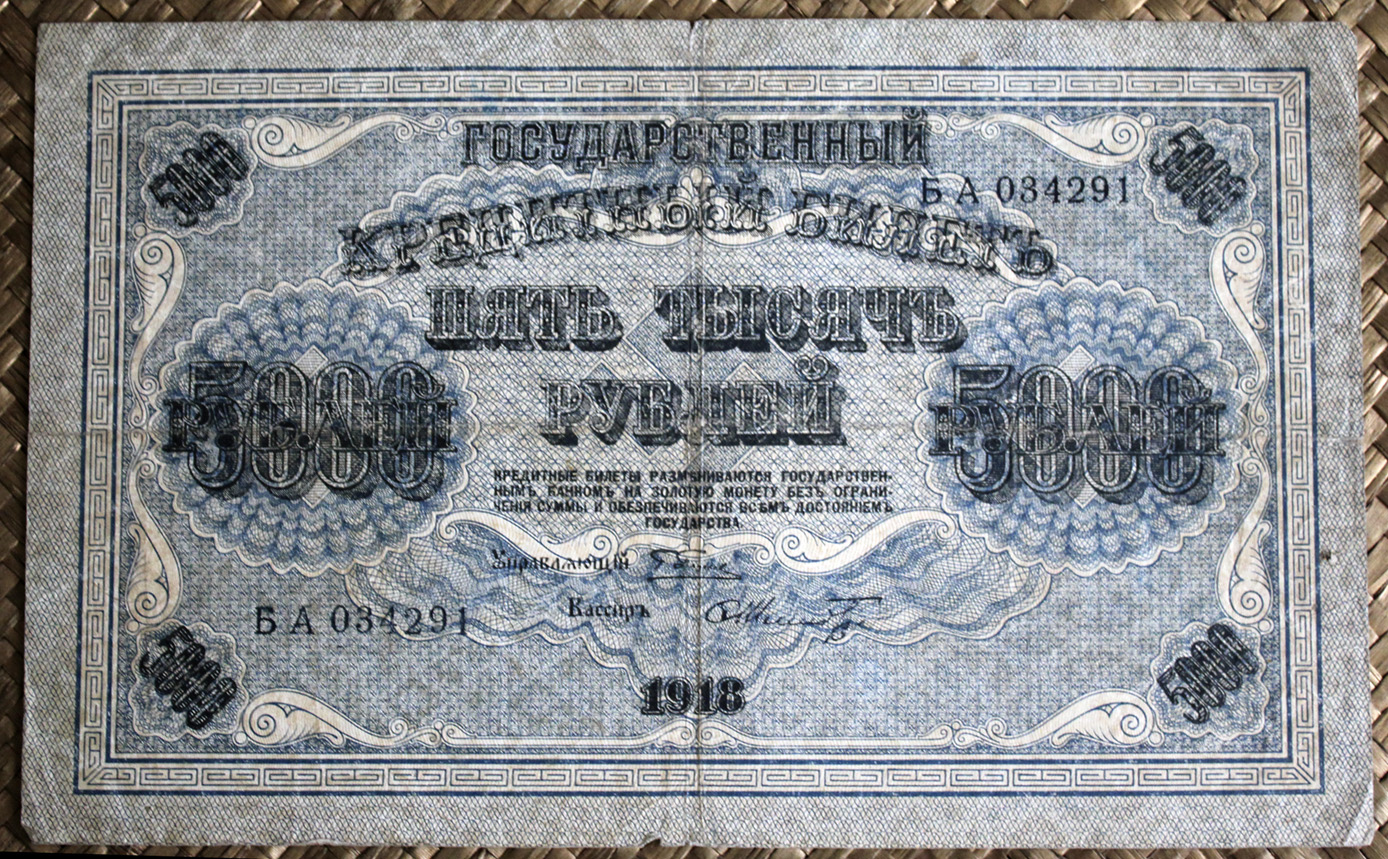 5000 5000
ГОСУДАРСТВЕННЫЙ
БА 034291
КРЕДИТНЫЙ БИЛЕТЪ
ПЯТЬ ТЫСЯЧЪ
РУБЛЕЙ
5000 РУБЛЕЙ
5000 РУБЛЕЙ
КРЕДИТНЫЕ БИЛЕТЫ РАЗМѢНИВАЮТСЯ ГОСУДАРСТВЕН-
НЫМЪ БАНКОМЪ НА ЗОЛОТУЮ МОНЕТУ БЕЗЪ ОГРАНИ-
ЧЕНІЯ СУММЫ И ОБЕЗПЕЧИВАЮТСЯ ВСѢМЪ ДОСТОЯНІЕМЪ
ГОСУДАРСТВА.
Управляющій
Кассиръ
БА 034291
1918
5000 5000